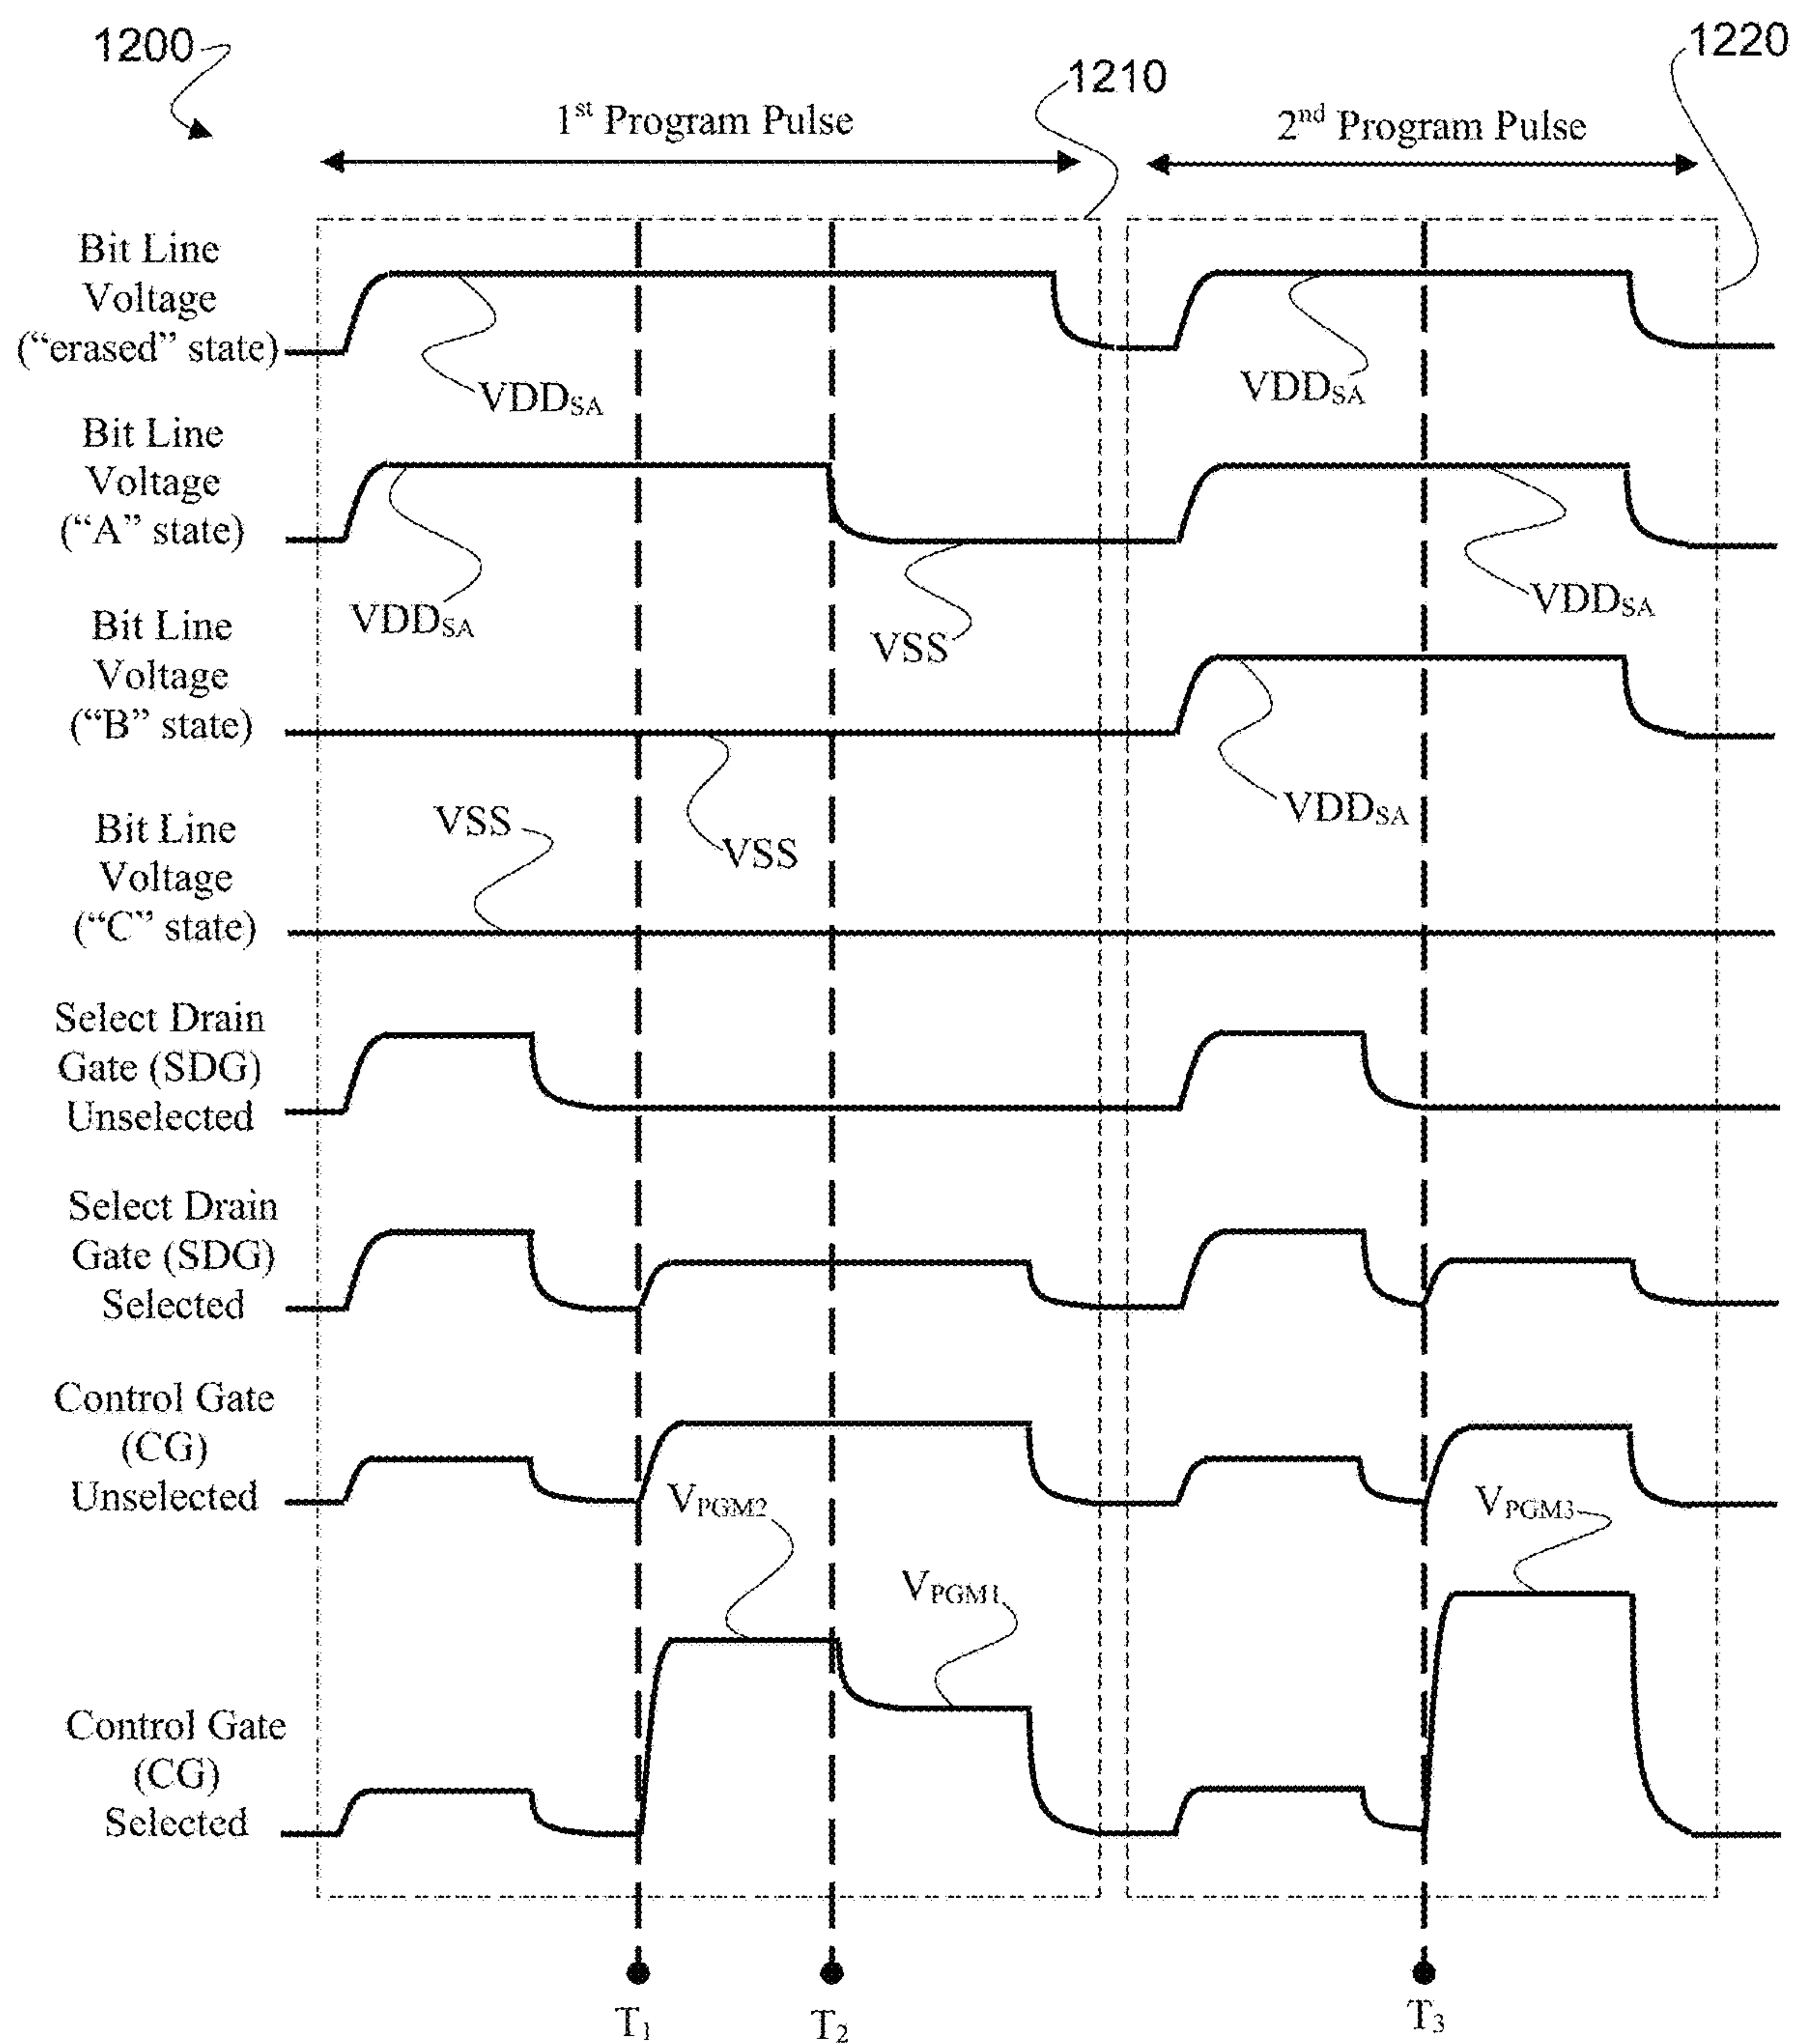 1200
1210
1220
1st Program Pulse
2nd Program Pulse
Bit Line
Voltage
(“erased” state)
VDDSA
VDDSA
Bit Line
Voltage
(“A” state)
VDDSA
VSS
VDDSA
Bit Line
Voltage
(“B” state)
VSS
VDDSA
Bit Line
Voltage
(“C” state)
VSS
Select Drain
Gate (SDG)
Unselected
Select Drain
Gate (SDG)
Selected
Control Gate
(CG)
Unselected
VPGM2
VPGM1
VPGM3
Control Gate
(CG)
Selected
T1
T2
T3